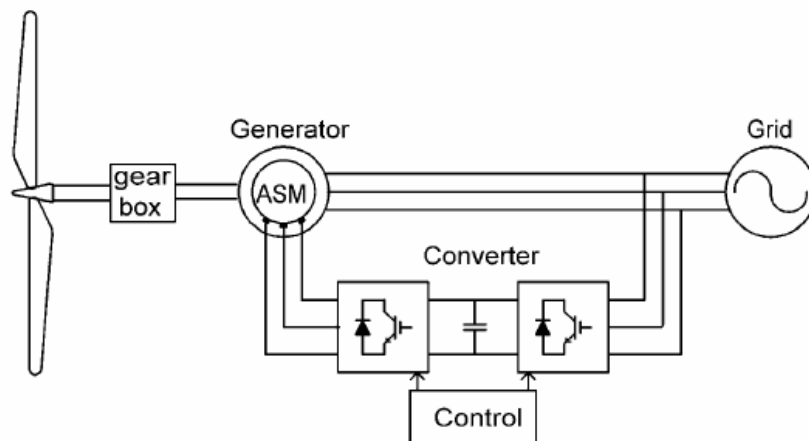 Generator
Grid
gear
box
ASM
Converter
Control